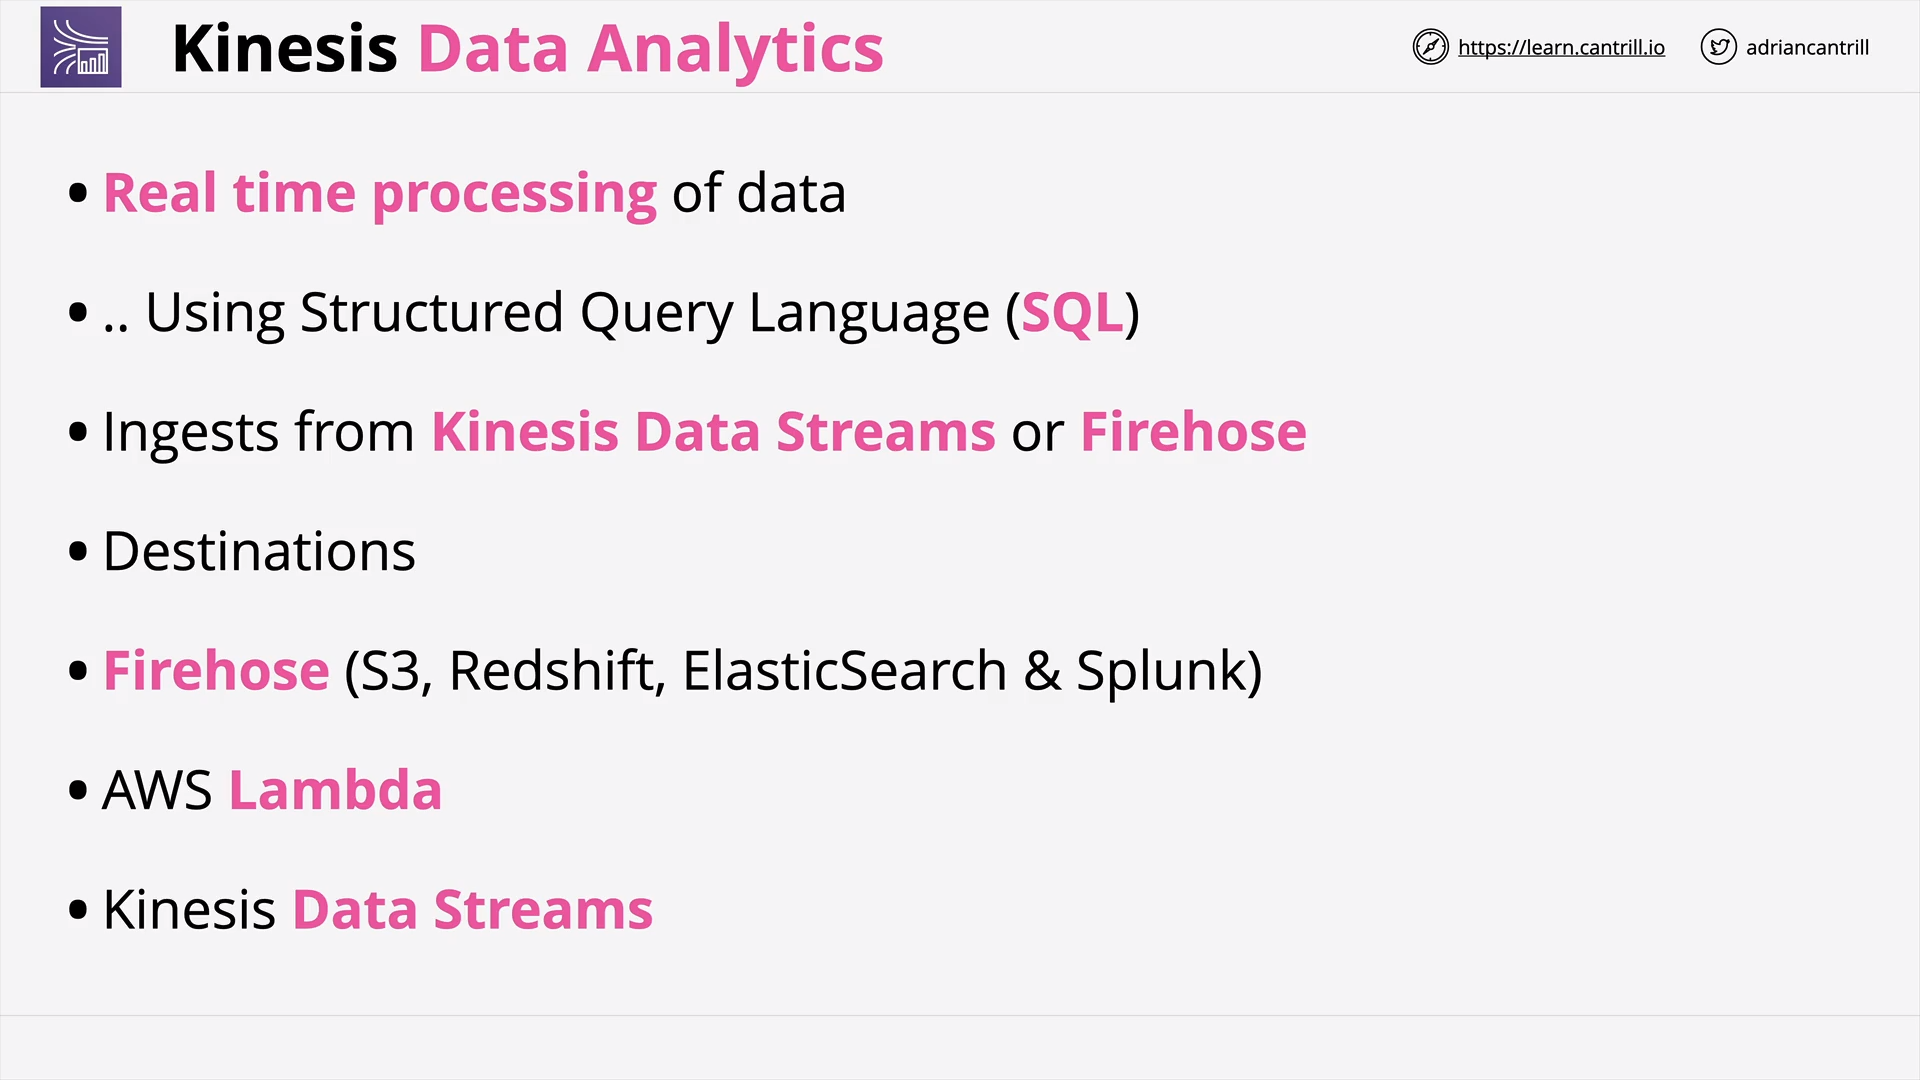 Kinesis Data Analytics
https://learn.cantrill.io
adriancantrill
• Real time processing of data
• .. Using Structured Query Language (SQL)
• Ingests from Kinesis Data Streams or Firehose
• Destinations
• Firehose (S3, Redshift, ElasticSearch & Splunk)
• AWS Lambda
• Kinesis Data Streams